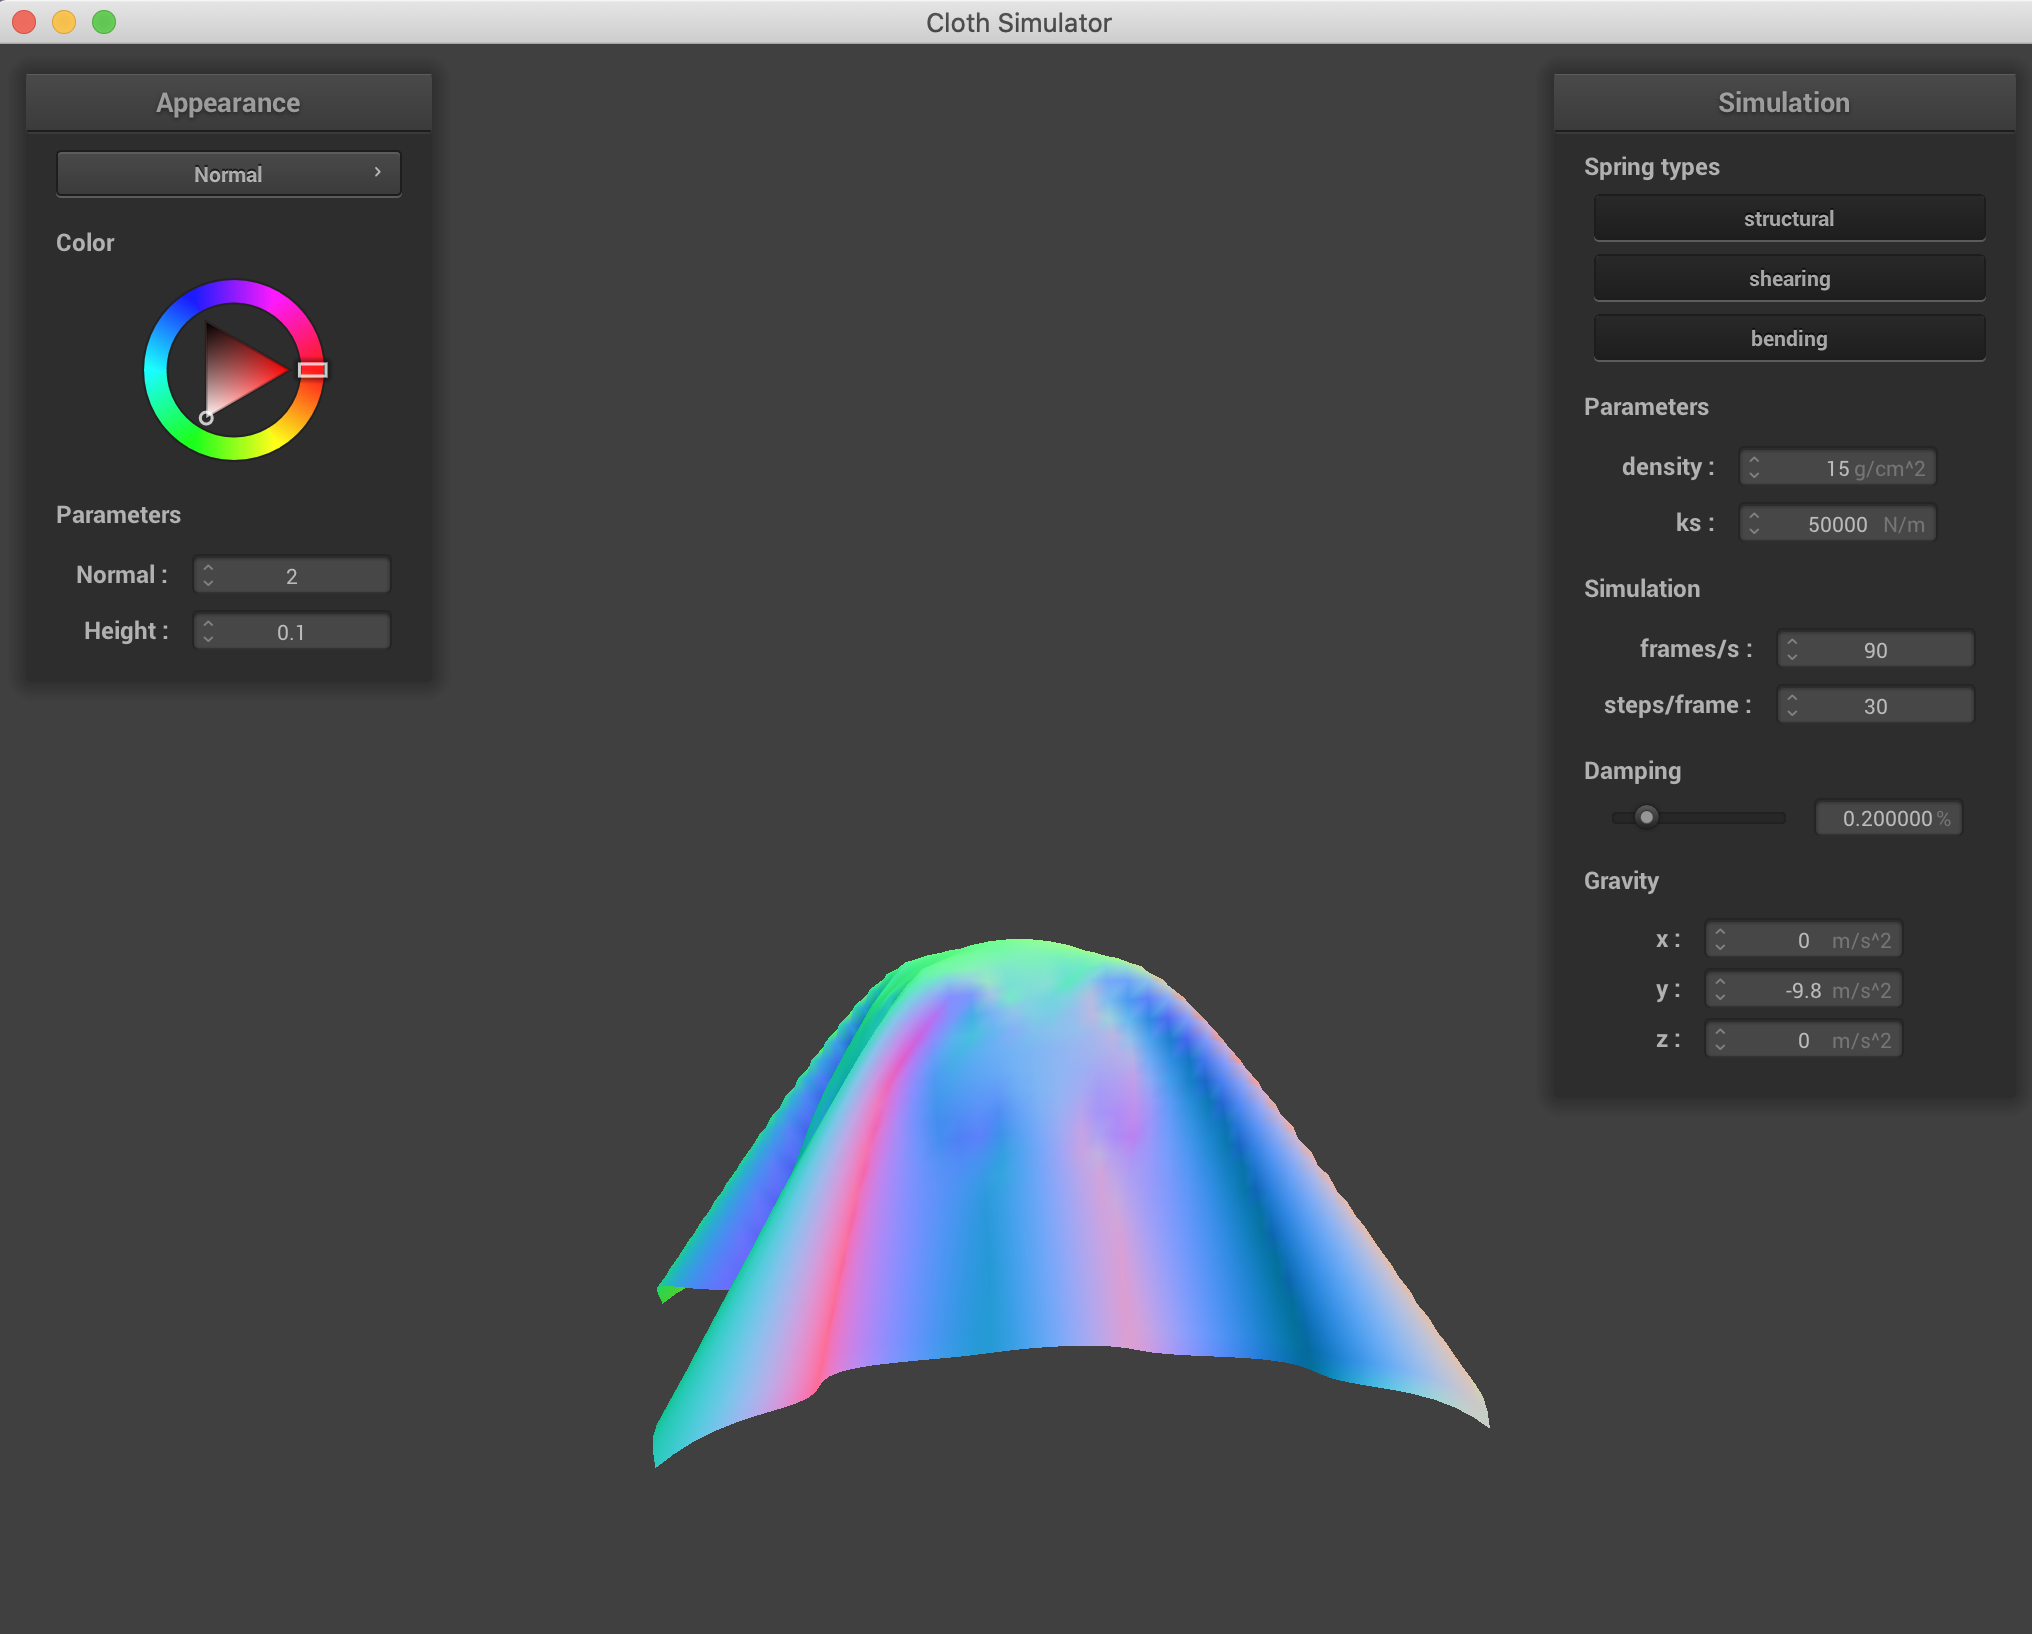 Cloth Simulator
Appearance
Normal
Color
Parameters
Normal : 2
Height : 0.1
Simulation
Spring types
structural
shearing
bending
Parameters
density : 15 g/cm^2
ks : 50000 N/m
Simulation
frames/s : 90
steps/frame : 30
Damping
0.200000 %
Gravity
x : 0 m/s^2
y : -9.8 m/s^2
z : 0 m/s^2